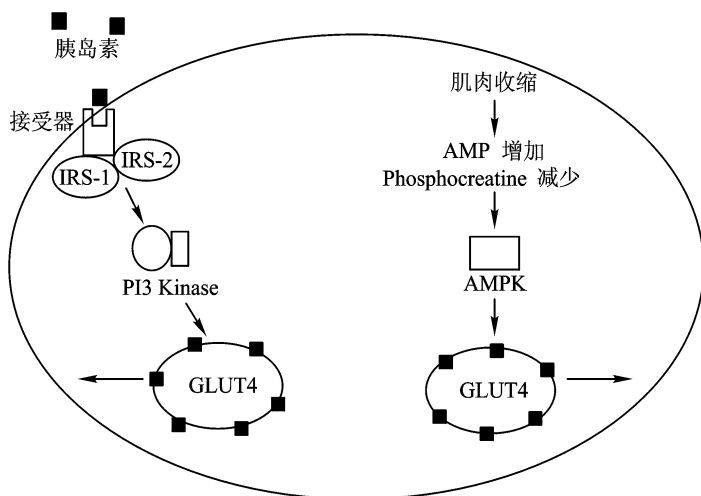 胰岛素
接受器
IRS-1
IRS-2
PI3 Kinase
GLUT4
肌肉收缩
AMP 增加
Phosphocreatine 减少
AMPK
GLUT4